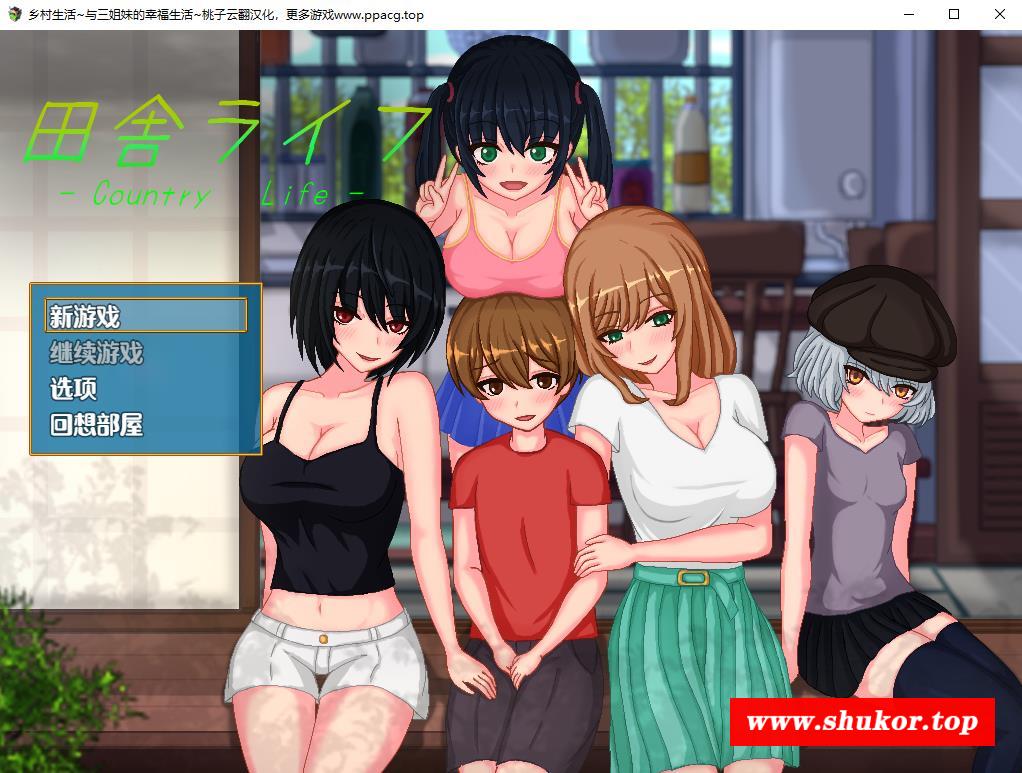 乡村生活~与三姐妹的幸福生活~桃子云翻汉化，更多游戏www.ppacg.top
田舎ライフ
- Country Life -
新游戏
继续游戏
选项
回想部屋
www.shukor.top